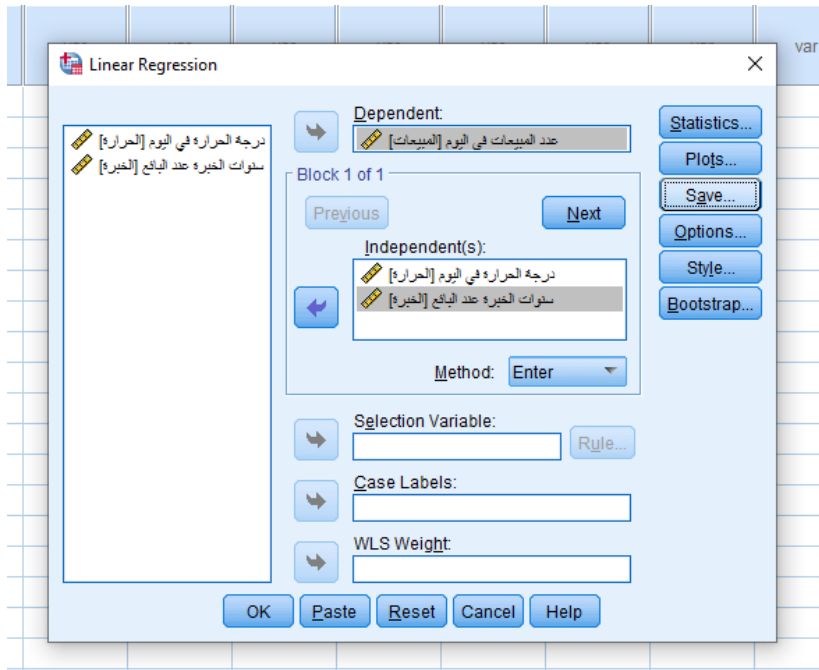 var
Linear Regression
Dependent:
عدد المبيعات في اليوم [المبيعات]
درجة الحرارة في اليوم [الحرارة]
سنوات الخبرة عند البائع [الخبرة]
Block 1 of 1
Previous
Next
Independent(s):
درجة الحرارة في اليوم [الحرارة]
سنوات الخبرة عند البائع [الخبرة]
Method:
Enter
Selection Variable:
Rule...
Case Labels:
WLS Weight:
Statistics...
Plots...
Save...
Options...
Style...
Bootstrap...
OK
Paste
Reset
Cancel
Help